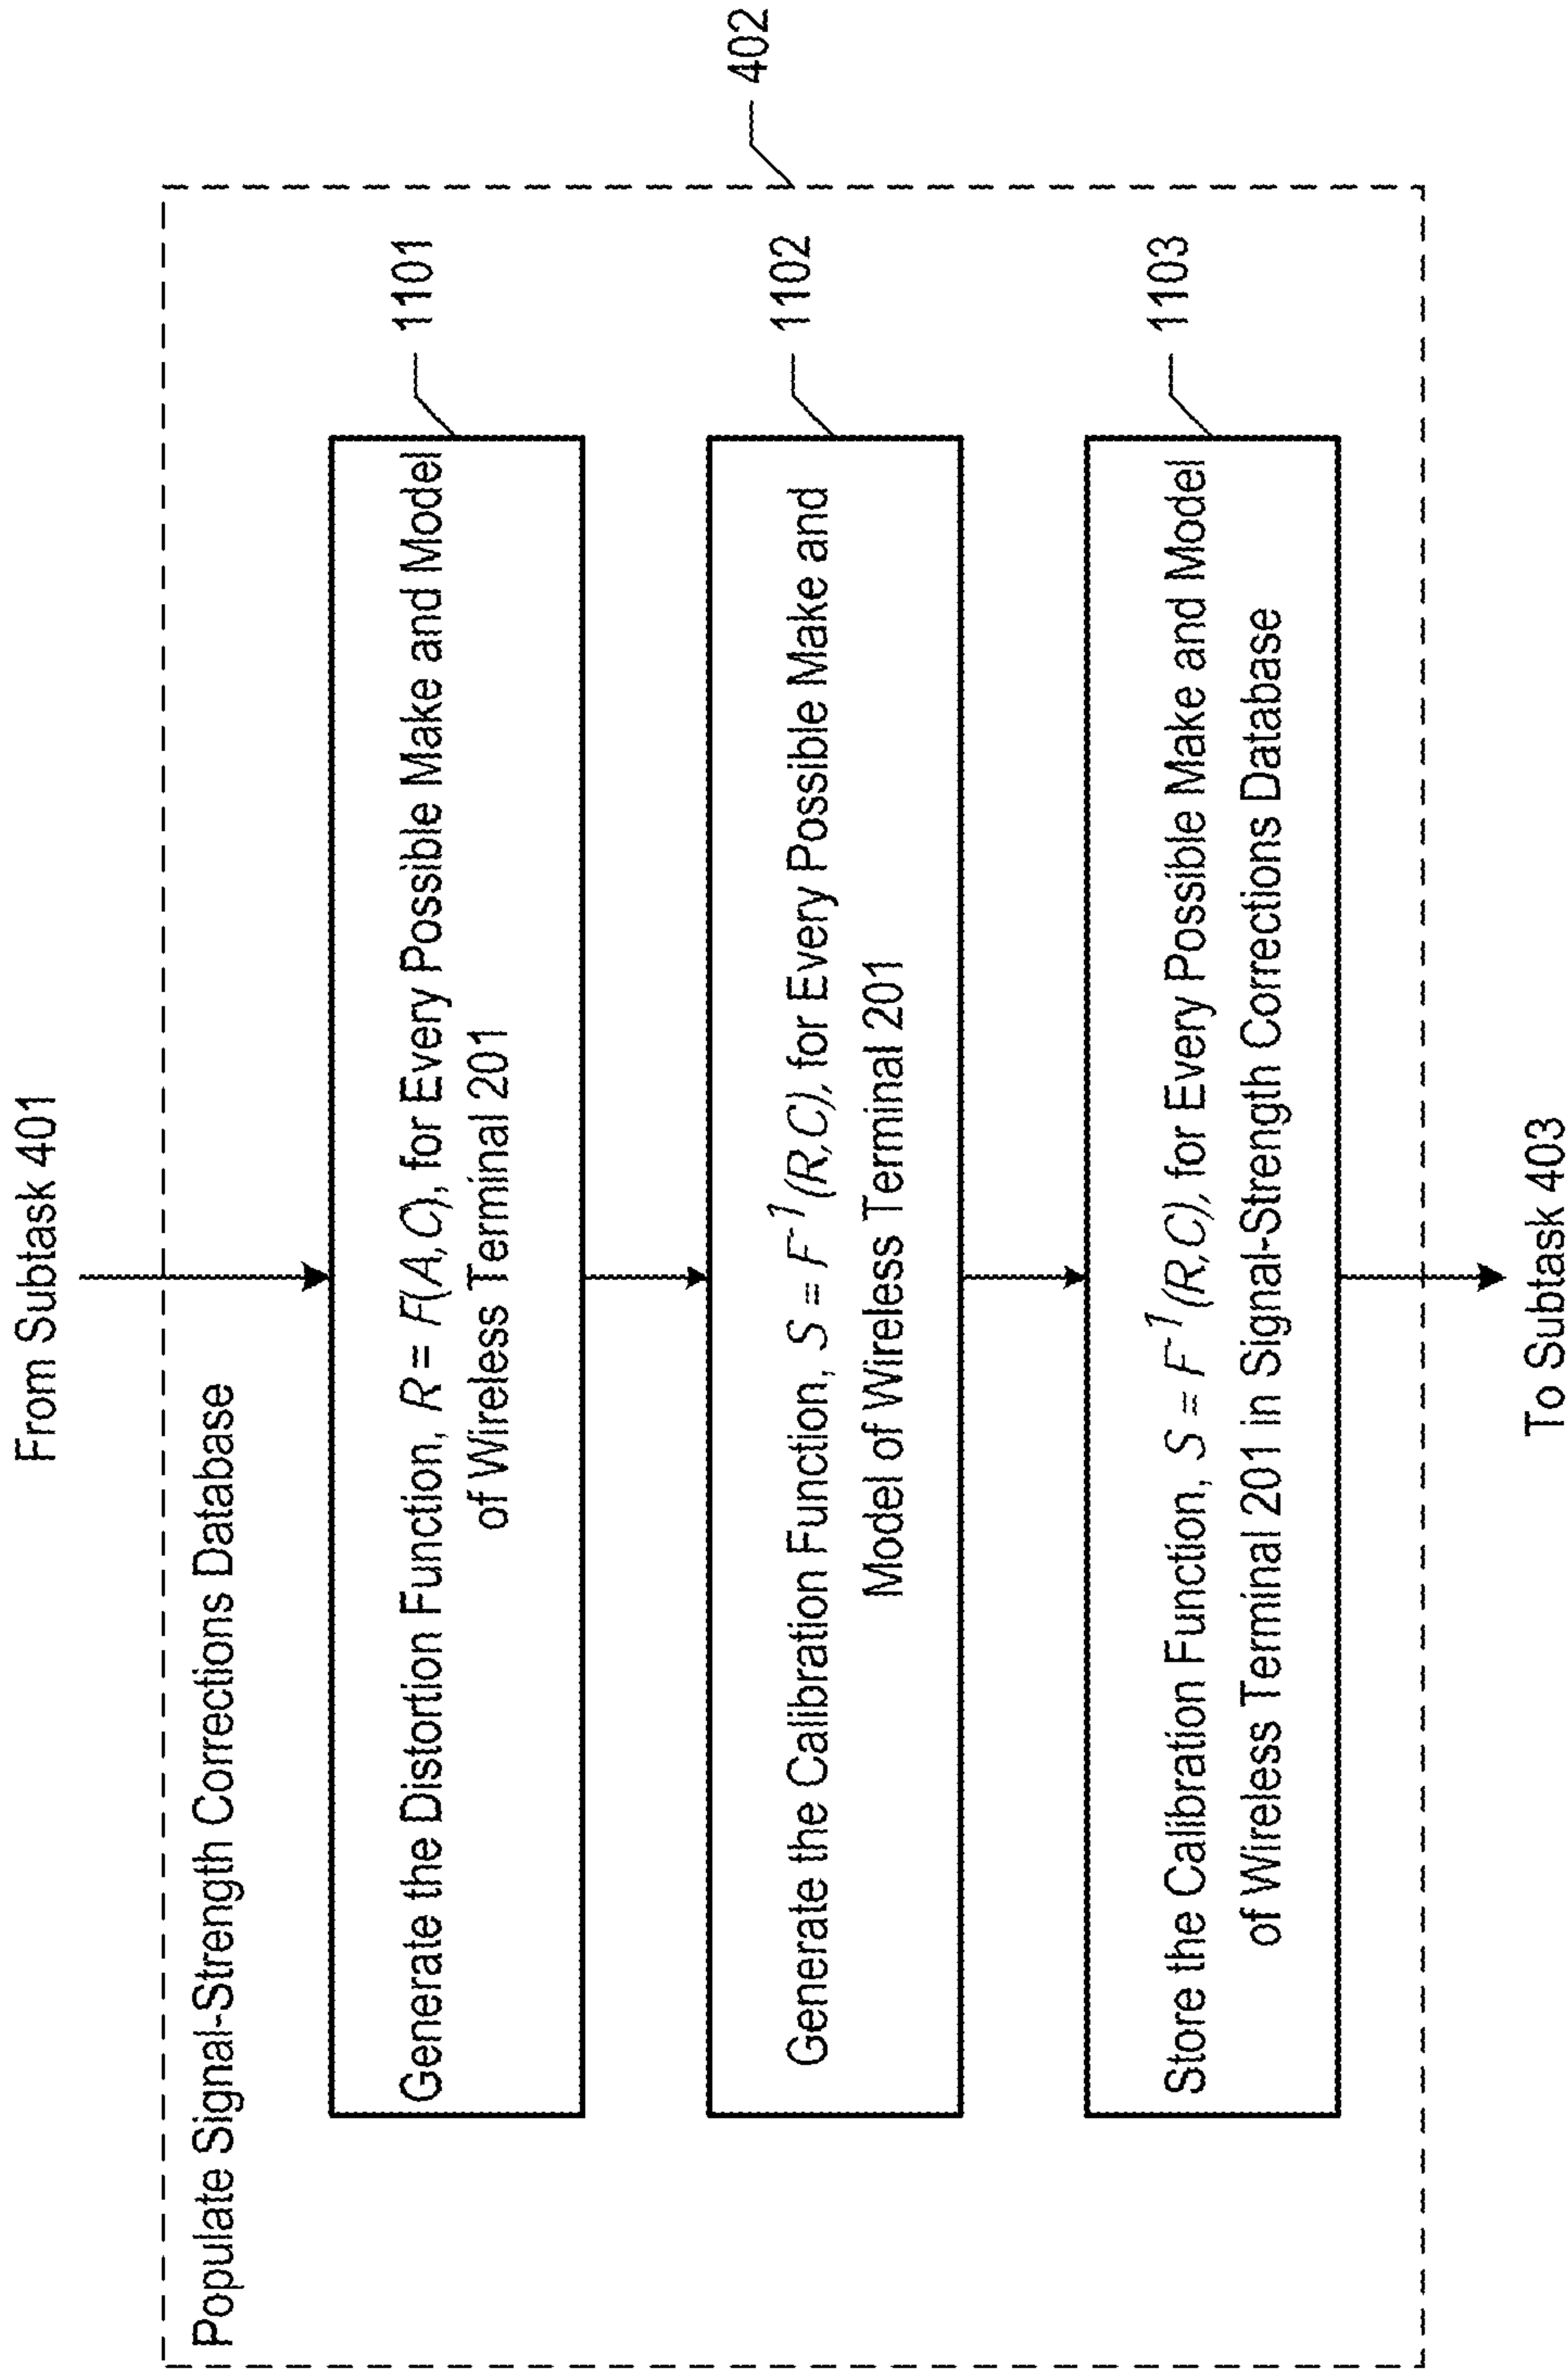 From Subtask 401
Populate Signal-Strength Corrections Database
402
Generate the Distortion Function, R = F(A,C), for Every Possible Make and Model
of Wireless Terminal 201
1101
Generate the Calibration Function, S = F⁻¹(R,C), for Every Possible Make and
Model of Wireless Terminal 201
1102
Store the Calibration Function, S = F⁻¹(R,C), for Every Possible Make and Model
of Wireless Terminal 201 in Signal-Strength Corrections Database
1103
To Subtask 403